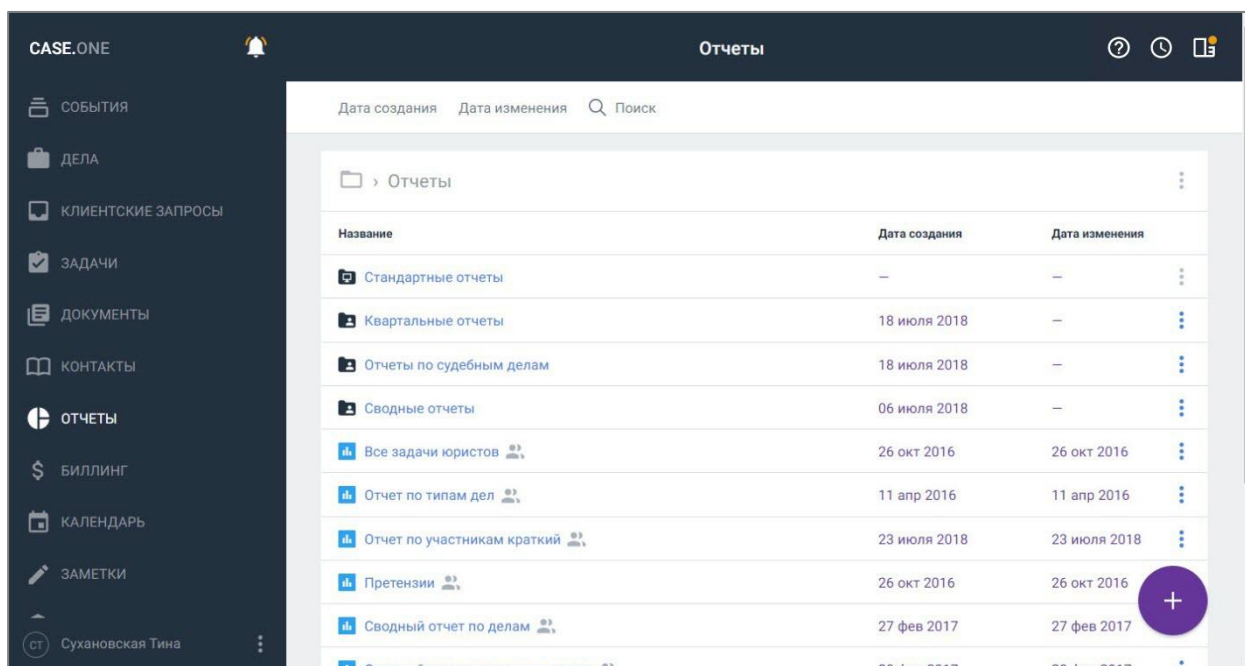 CASE.ONE
Отчеты
СОБЫТИЯ
ДЕЛА
КЛИЕНТСКИЕ ЗАПРОСЫ
ЗАДАЧИ
ДОКУМЕНТЫ
КОНТАКТЫ
ОТЧЕТЫ
БИЛЛИНГ
КАЛЕНДАРЬ
ЗАМЕТКИ
СТ Сухановская Тина
Дата создания Дата изменения Поиск
› Отчеты
Название Дата создания Дата изменения
Стандартные отчеты – –
Квартальные отчеты 18 июля 2018 –
Отчеты по судебным делам 18 июля 2018 –
Сводные отчеты 06 июля 2018 –
Все задачи юристов 26 окт 2016 26 окт 2016
Отчет по типам дел 11 апр 2016 11 апр 2016
Отчет по участникам краткий 23 июля 2018 23 июля 2018
Претензии 26 окт 2016 26 окт 2016
Сводный отчет по делам 27 фев 2017 27 фев 2017